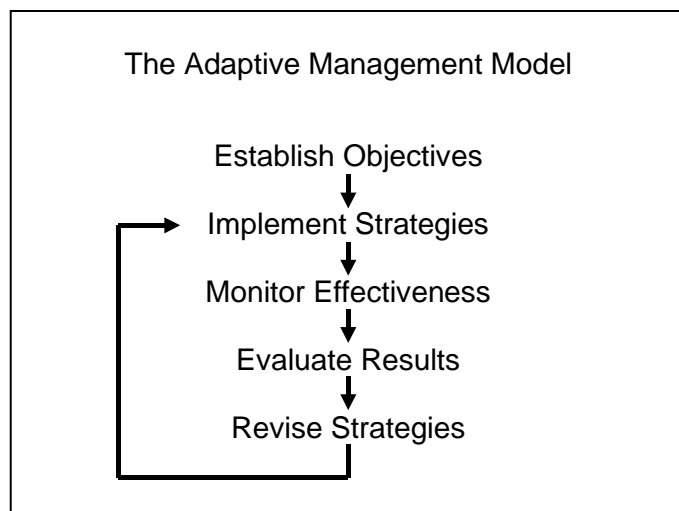 The Adaptive Management Model
Establish Objectives
Implement Strategies
Monitor Effectiveness
Evaluate Results
Revise Strategies